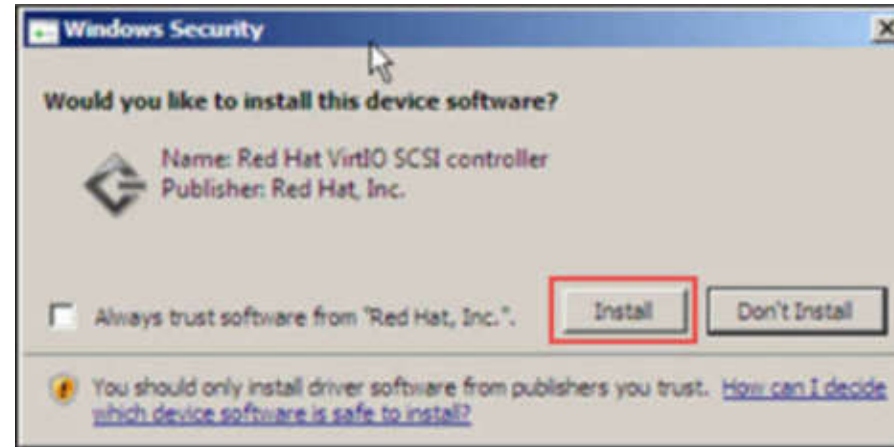 Windows Security
Would you like to install this device software?
Name: Red Hat VirtIO SCSI controller
Publisher: Red Hat, Inc.
Always trust software from "Red Hat, Inc.".
Install
Don't Install
You should only install driver software from publishers you trust. How can I decide
which device software is safe to install?